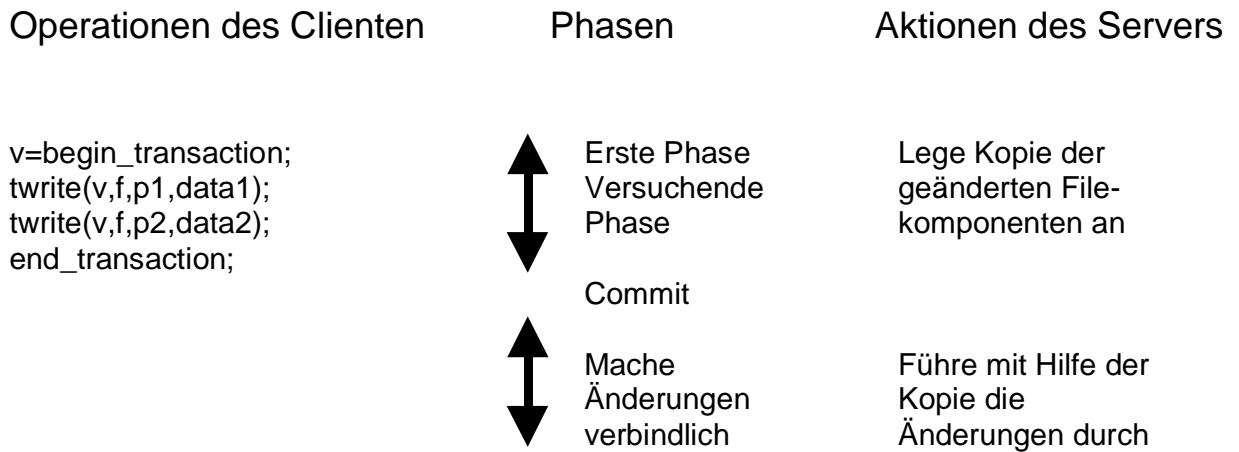 Operationen des Clienten Phasen Aktionen des Servers
v=begin_transaction; Erste Phase Lege Kopie der
twrite(v,f,p1,data1); Versuchende geänderten File-
twrite(v,f,p2,data2); Phase komponenten an
end_transaction;
Commit
Mache Führe mit Hilfe der
Änderungen Kopie die
verbindlich Änderungen durch